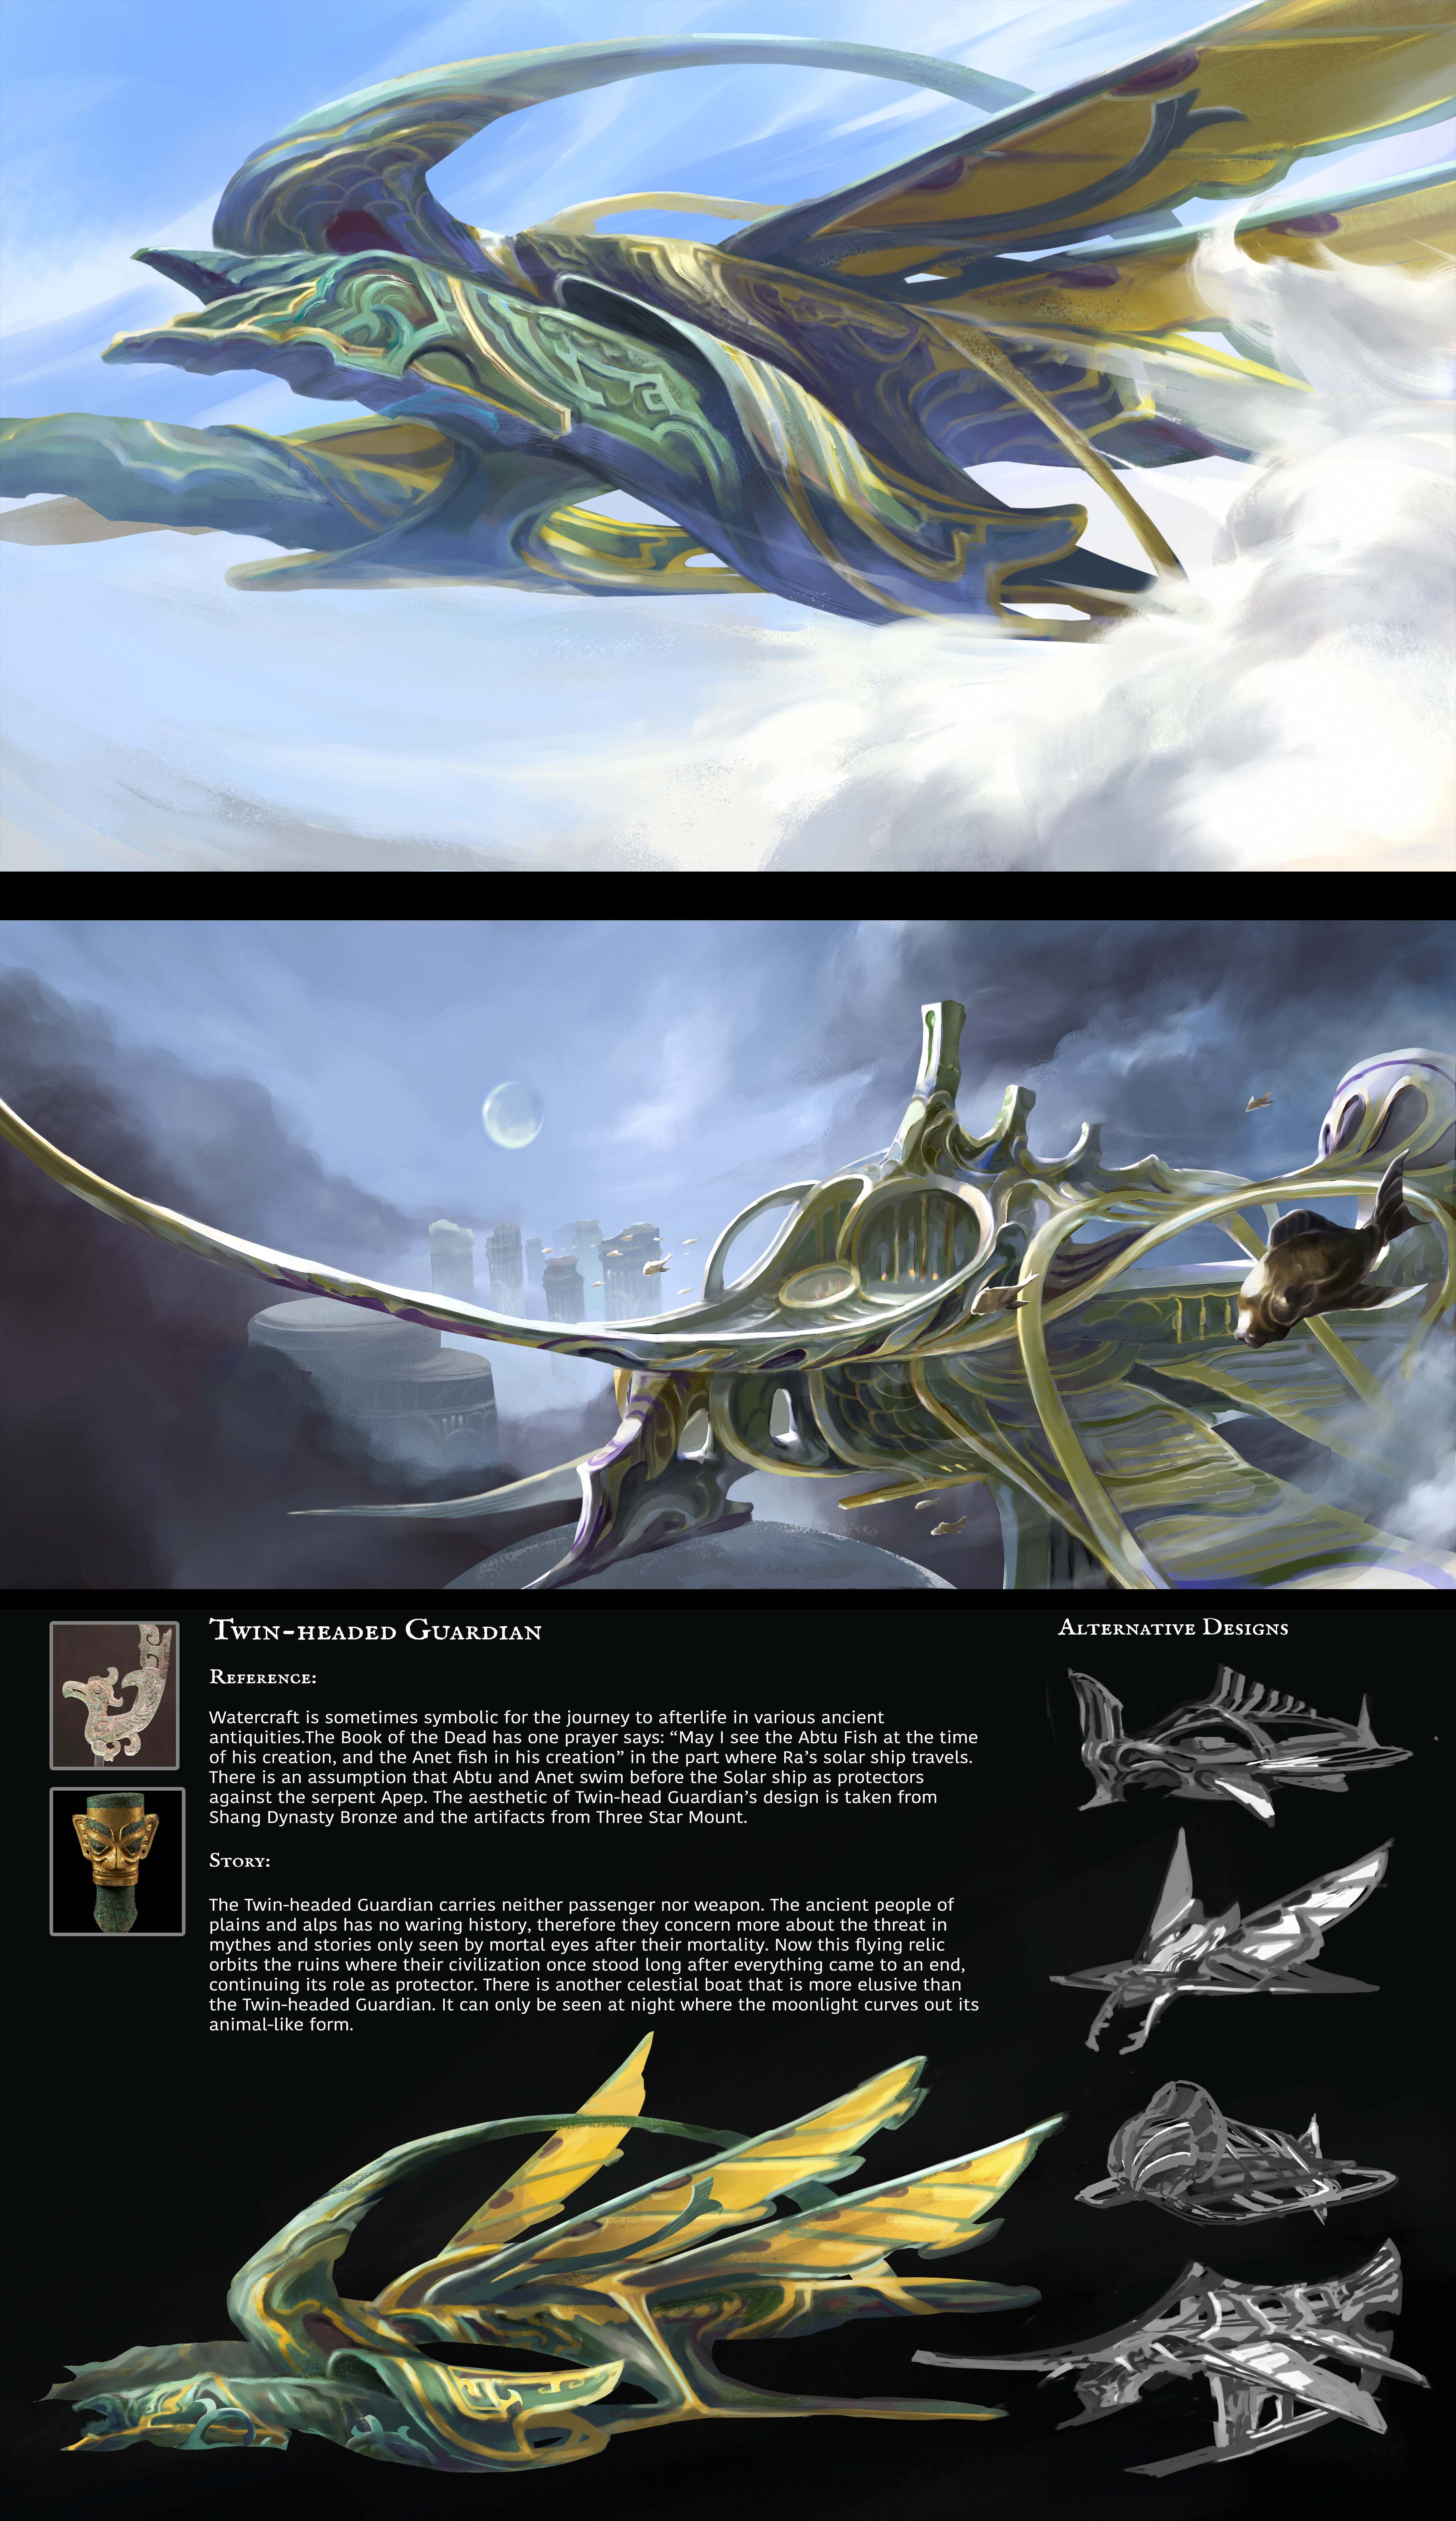 Twin-headed Guardian
Reference:
Watercraft is sometimes symbolic for the journey to afterlife in various ancient
antiquities.The Book of the Dead has one prayer says: “May I see the Abtu Fish at the time
of his creation, and the Anet fish in his creation” in the part where Ra’s solar ship travels.
There is an assumption that Abtu and Anet swim before the Solar ship as protectors
against the serpent Apep. The aesthetic of Twin-head Guardian’s design is taken from
Shang Dynasty Bronze and the artifacts from Three Star Mount.
Story:
The Twin-headed Guardian carries neither passenger nor weapon. The ancient people of
plains and alps has no waring history, therefore they concern more about the threat in
mythes and stories only seen by mortal eyes after their mortality. Now this flying relic
orbits the ruins where their civilization once stood long after everything came to an end,
continuing its role as protector. There is another celestial boat that is more elusive than
the Twin-headed Guardian. It can only be seen at night where the moonlight curves out its
animal-like form.
Alternative Designs